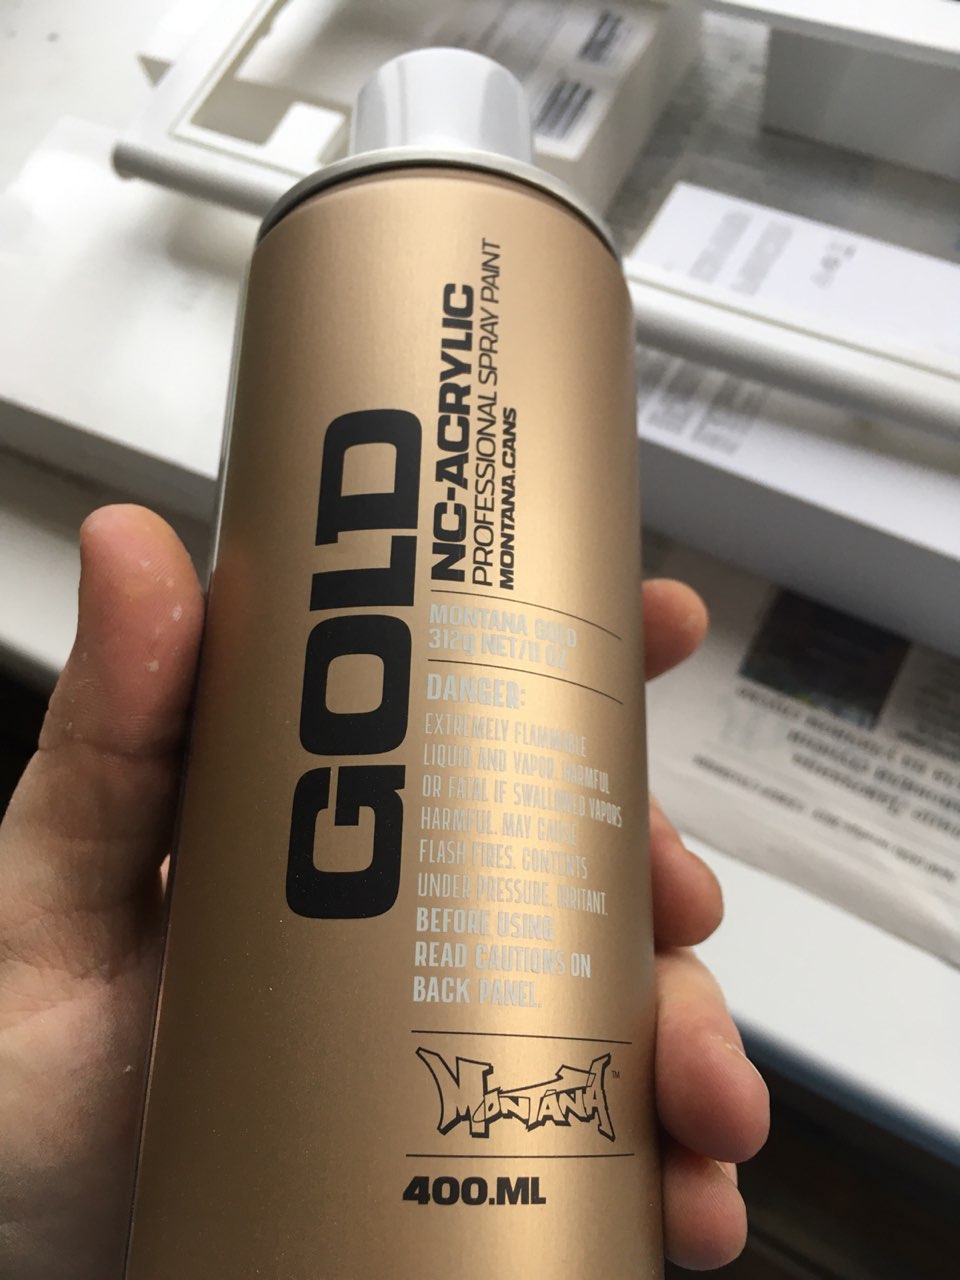 GOLD
NC-ACRYLIC
PROFESSIONAL SPRAY PAINT
MONTANA.CANS
MONTANA GOLD
312g NET/11 OZ
DANGER:
EXTREMELY FLAMMABLE
LIQUID AND VAPOR. HARMFUL
OR FATAL IF SWALLOWED VAPORS
HARMFUL. MAY CAUSE
FLASH FIRES. CONTENTS
UNDER PRESSURE. IRRITANT.
BEFORE USING
READ CAUTIONS ON
BACK PANEL.
MONTANA™
400.ML